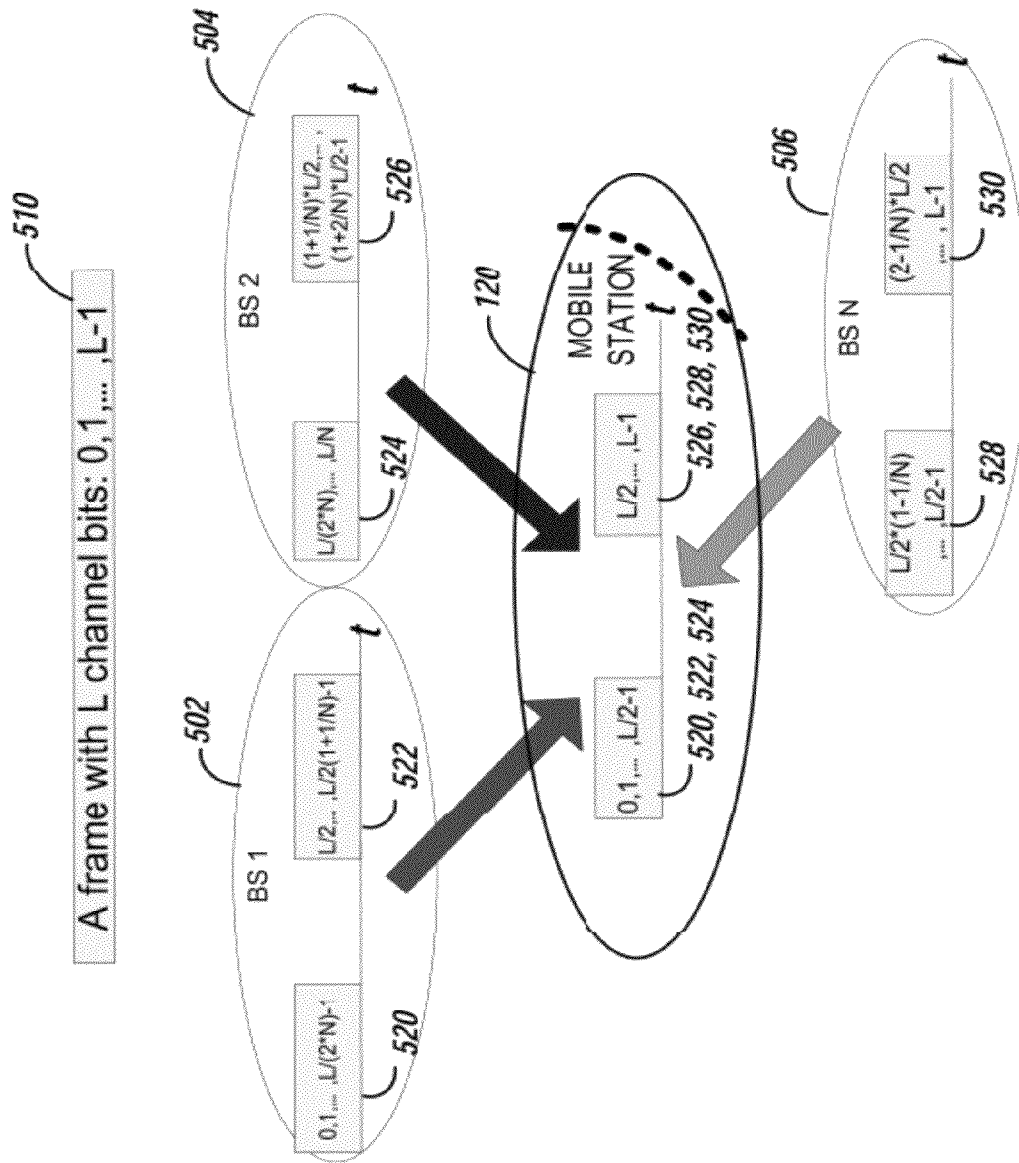 A frame with L channel bits: 0,1,... ,L-1
510
502
BS 1
0,1,... ,L/(2*N)-1
520
L/2,... ,L/2(1+1/N)-1
522
t
504
BS 2
L/(2*N),... L/N
524
(1+1/N)*L/2,... ,
(1+2/N)*L/2-1
526
t
120
MOBILE
STATION
0,1,... ,L/2-1
520, 522, 524
L/2,... ,L-1
526, 528, 530
t
506
BS N
L/2*(1-1/N)
,... ,L/2-1
528
(2-1/N)*L/2
,... , L-1
530
t